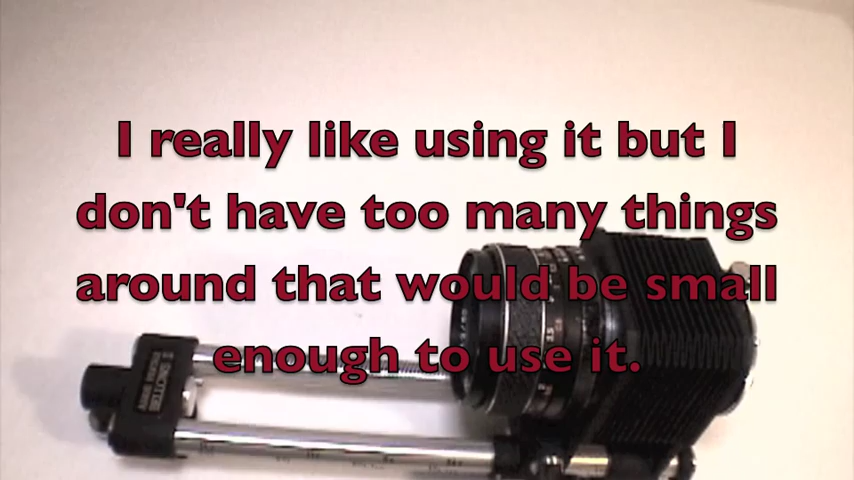 I really like using it but I
don't have too many things
around that would be small
enough to use it.